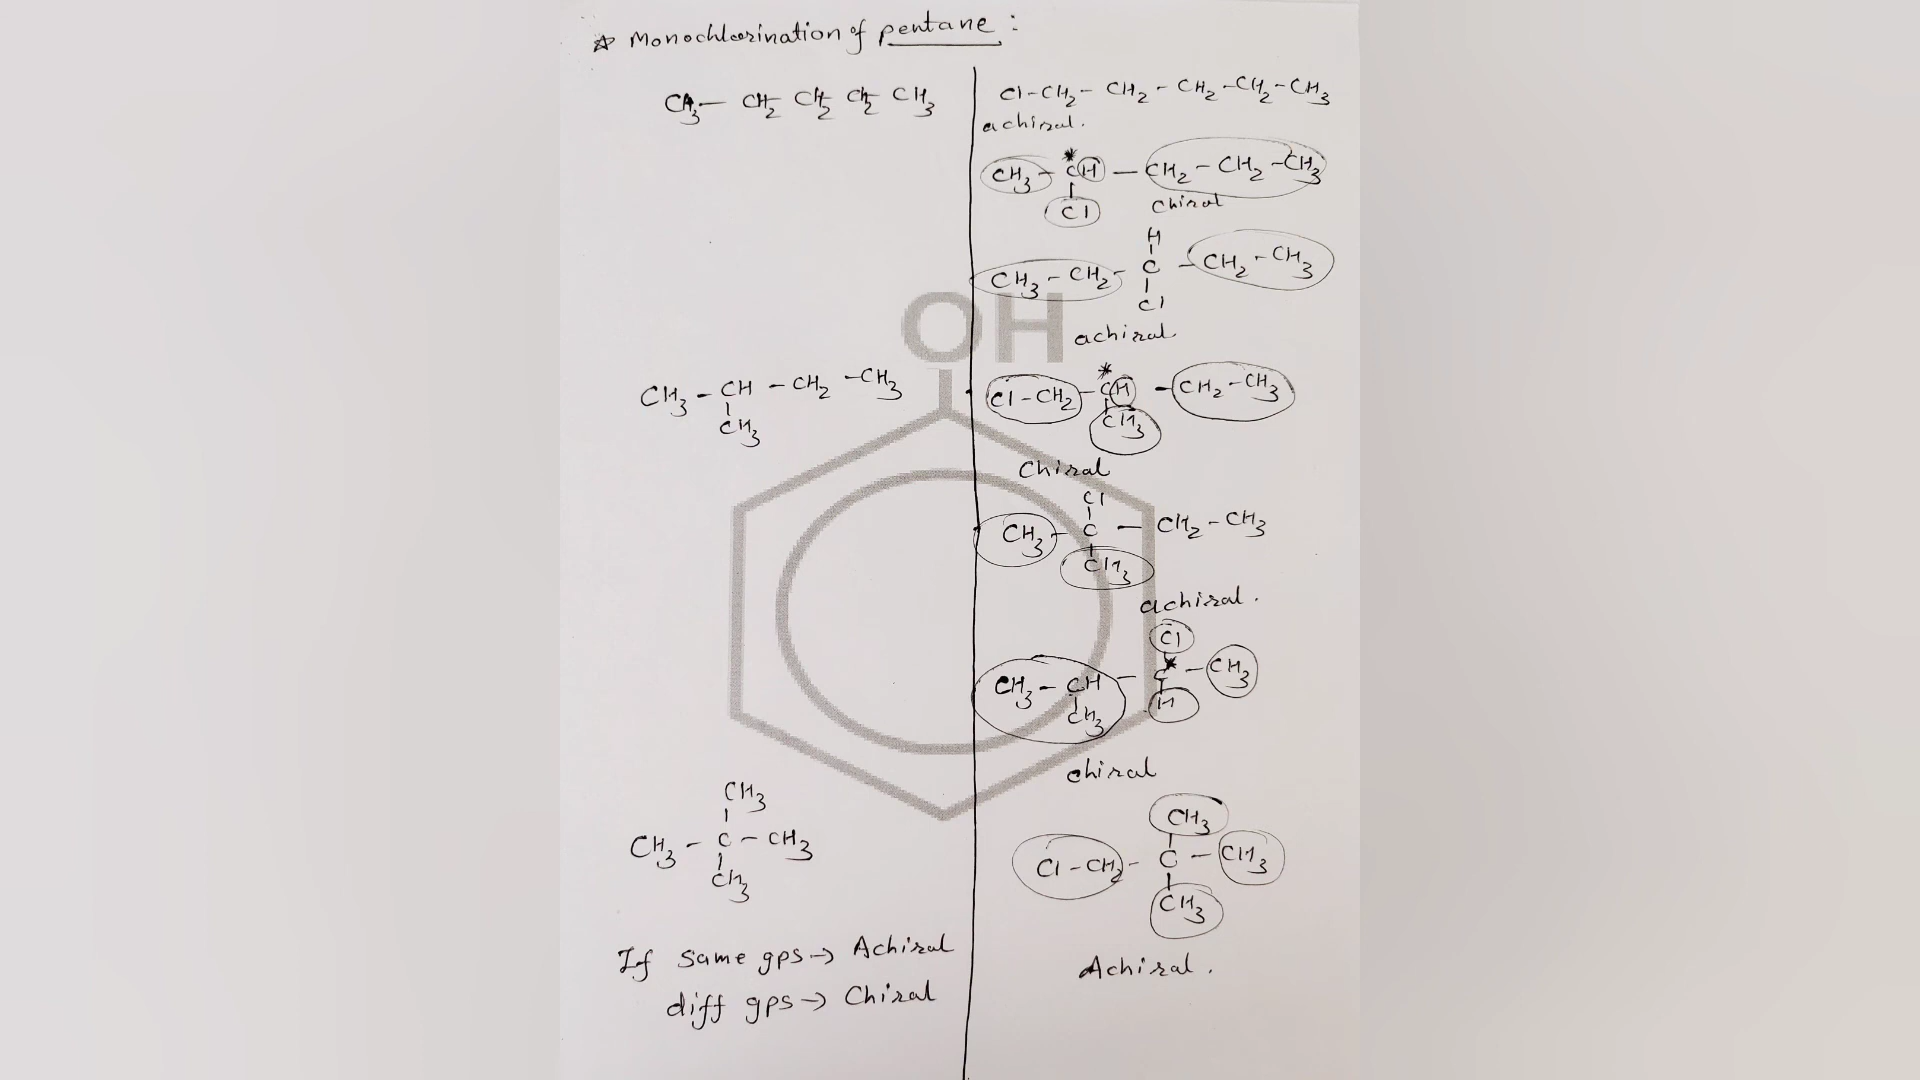 ☆ Monochlorination of pentane :
CH3 — CH2 CH2 CH2 CH3
Cl-CH2 - CH2 - CH2 -CH2-CH3
achiral.
*
CH3 - CH — CH2 - CH2 -CH3
Cl
chiral
H
CH3 - CH2 - C - CH2 - CH3
Cl
achiral
OH
CH3 - CH - CH2 -CH3
CH3
*
Cl-CH2 - CH - CH2 -CH3
CH3
Chiral
Cl
CH3 - C — CH2 - CH3
CH3
achiral.
Cl
*
CH3 - CH — C - CH3
CH3 H
chiral
CH3
CH3 - C - CH3
CH3
CH3
Cl-CH2 - C - CH3
CH3
Achiral.
If same gps → Achiral
diff gps → Chiral